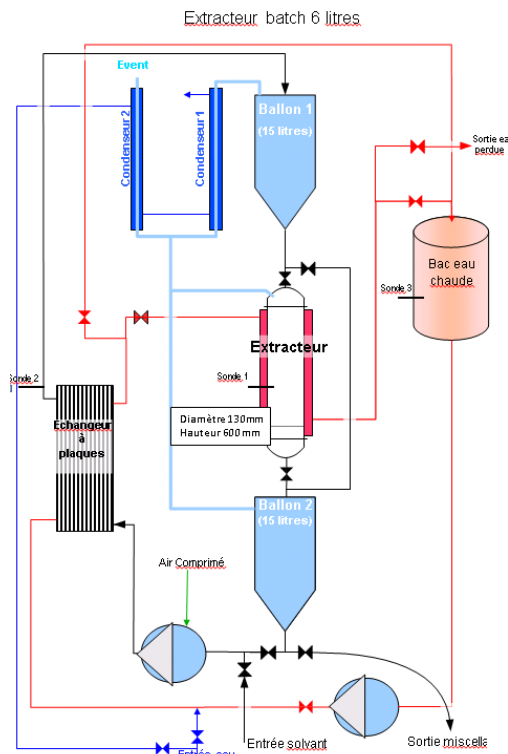 Extracteur batch 6 litres
Event
Condenseur 2
Condenseur 1
Ballon 1
(15 litres)
Sortie ea
perdue
Bac eau
chaude
Sonde 3
Extracteur
Sonde 1
Sonde 2
Diamètre 130mm
Hauteur 600mm
Echangeur
à
plaques
Ballon 2
(15 litres)
Air Comprimé
Entrée solvant
Sortie miscella
Entrée eau